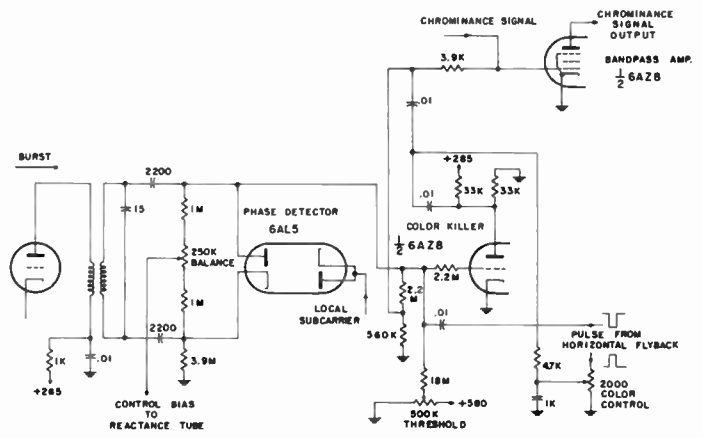 CHROMINANCE SIGNAL
CHROMINANCE
SIGNAL
OUTPUT
BANDPASS AMP.
1/2 6AZ8
3.9K
.01
BURST
2200
15
1M
250K
BALANCE
1M
2200
3.9M
1K
.01
+265
CONTROL BIAS
TO
REACTANCE TUBE
PHASE DETECTOR
6AL5
LOCAL
SUBCARRIER
+285
33K
33K
.01
COLOR KILLER
1/2 6AZ8
2.2M
2.2
M
560K
.01
18M
500K
THRESHOLD
+580
PULSE FROM
HORIZONTAL FLYBACK
47K
1K
2000
COLOR
CONTROL